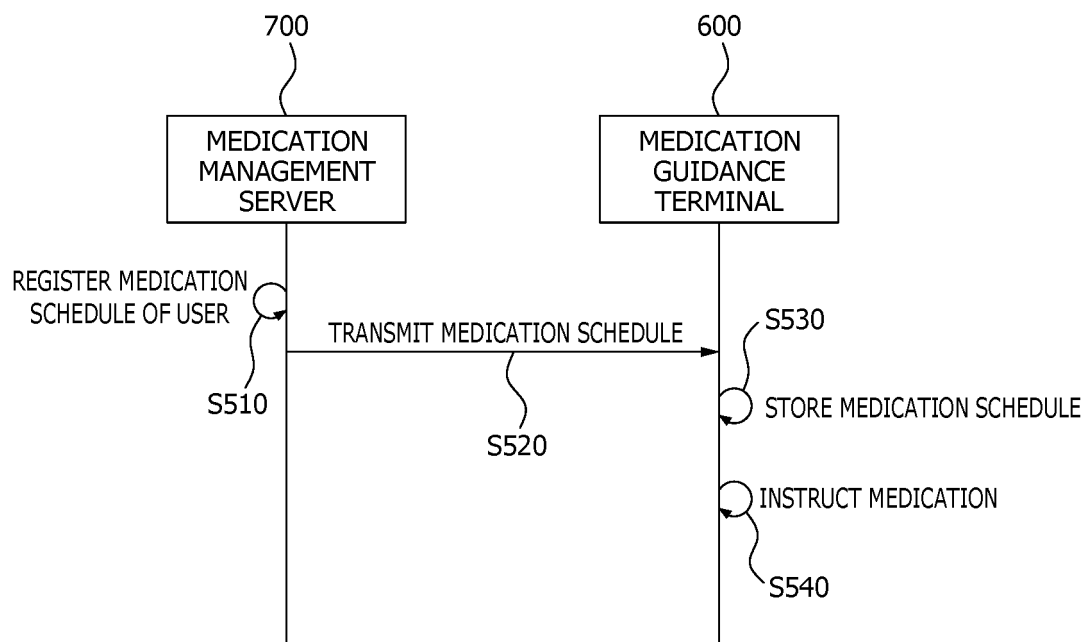 700
600
MEDICATION
MANAGEMENT
SERVER
MEDICATION
GUIDANCE
TERMINAL
REGISTER MEDICATION
SCHEDULE OF USER
S510
TRANSMIT MEDICATION SCHEDULE
S520
S530
STORE MEDICATION SCHEDULE
INSTRUCT MEDICATION
S540